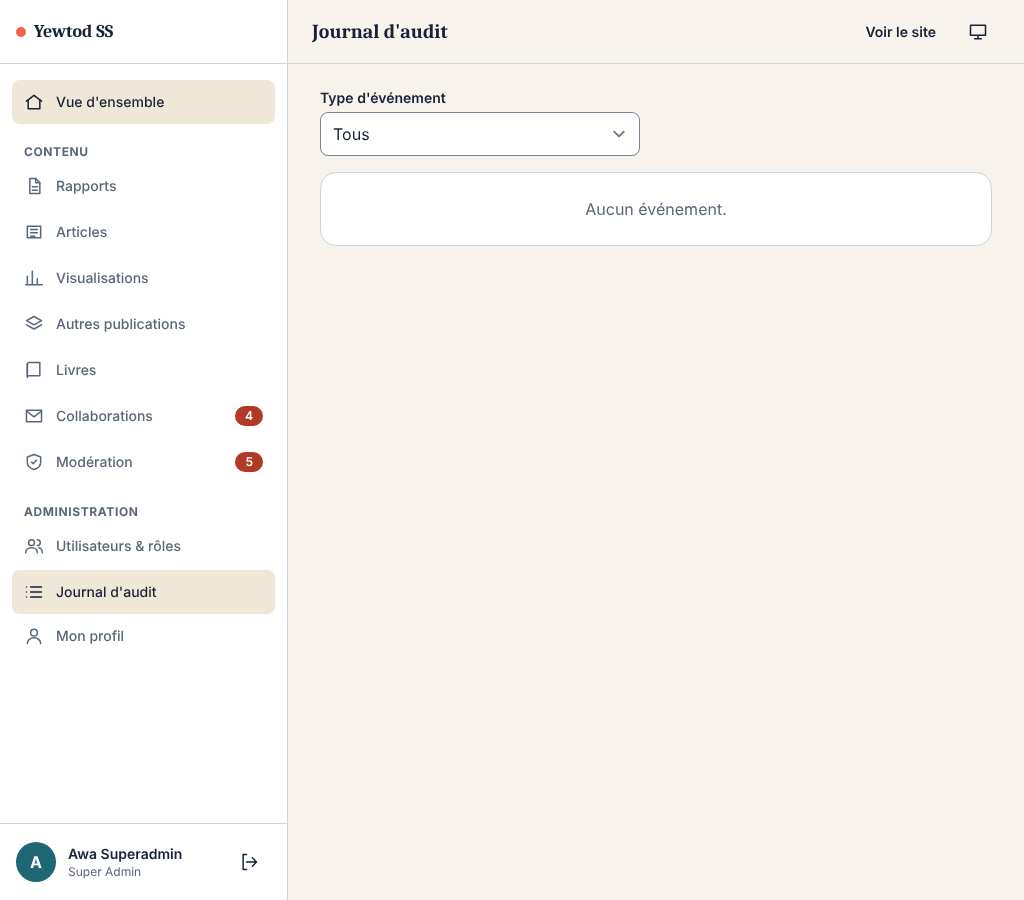 Yewtod SS
Vue d'ensemble
CONTENU
Rapports
Articles
Visualisations
Autres publications
Livres
Collaborations 4
Modération 5
ADMINISTRATION
Utilisateurs & rôles
Journal d'audit
Mon profil
A
Awa Superadmin
Super Admin
Journal d'audit
Voir le site
Type d'événement
Tous
Aucun événement.